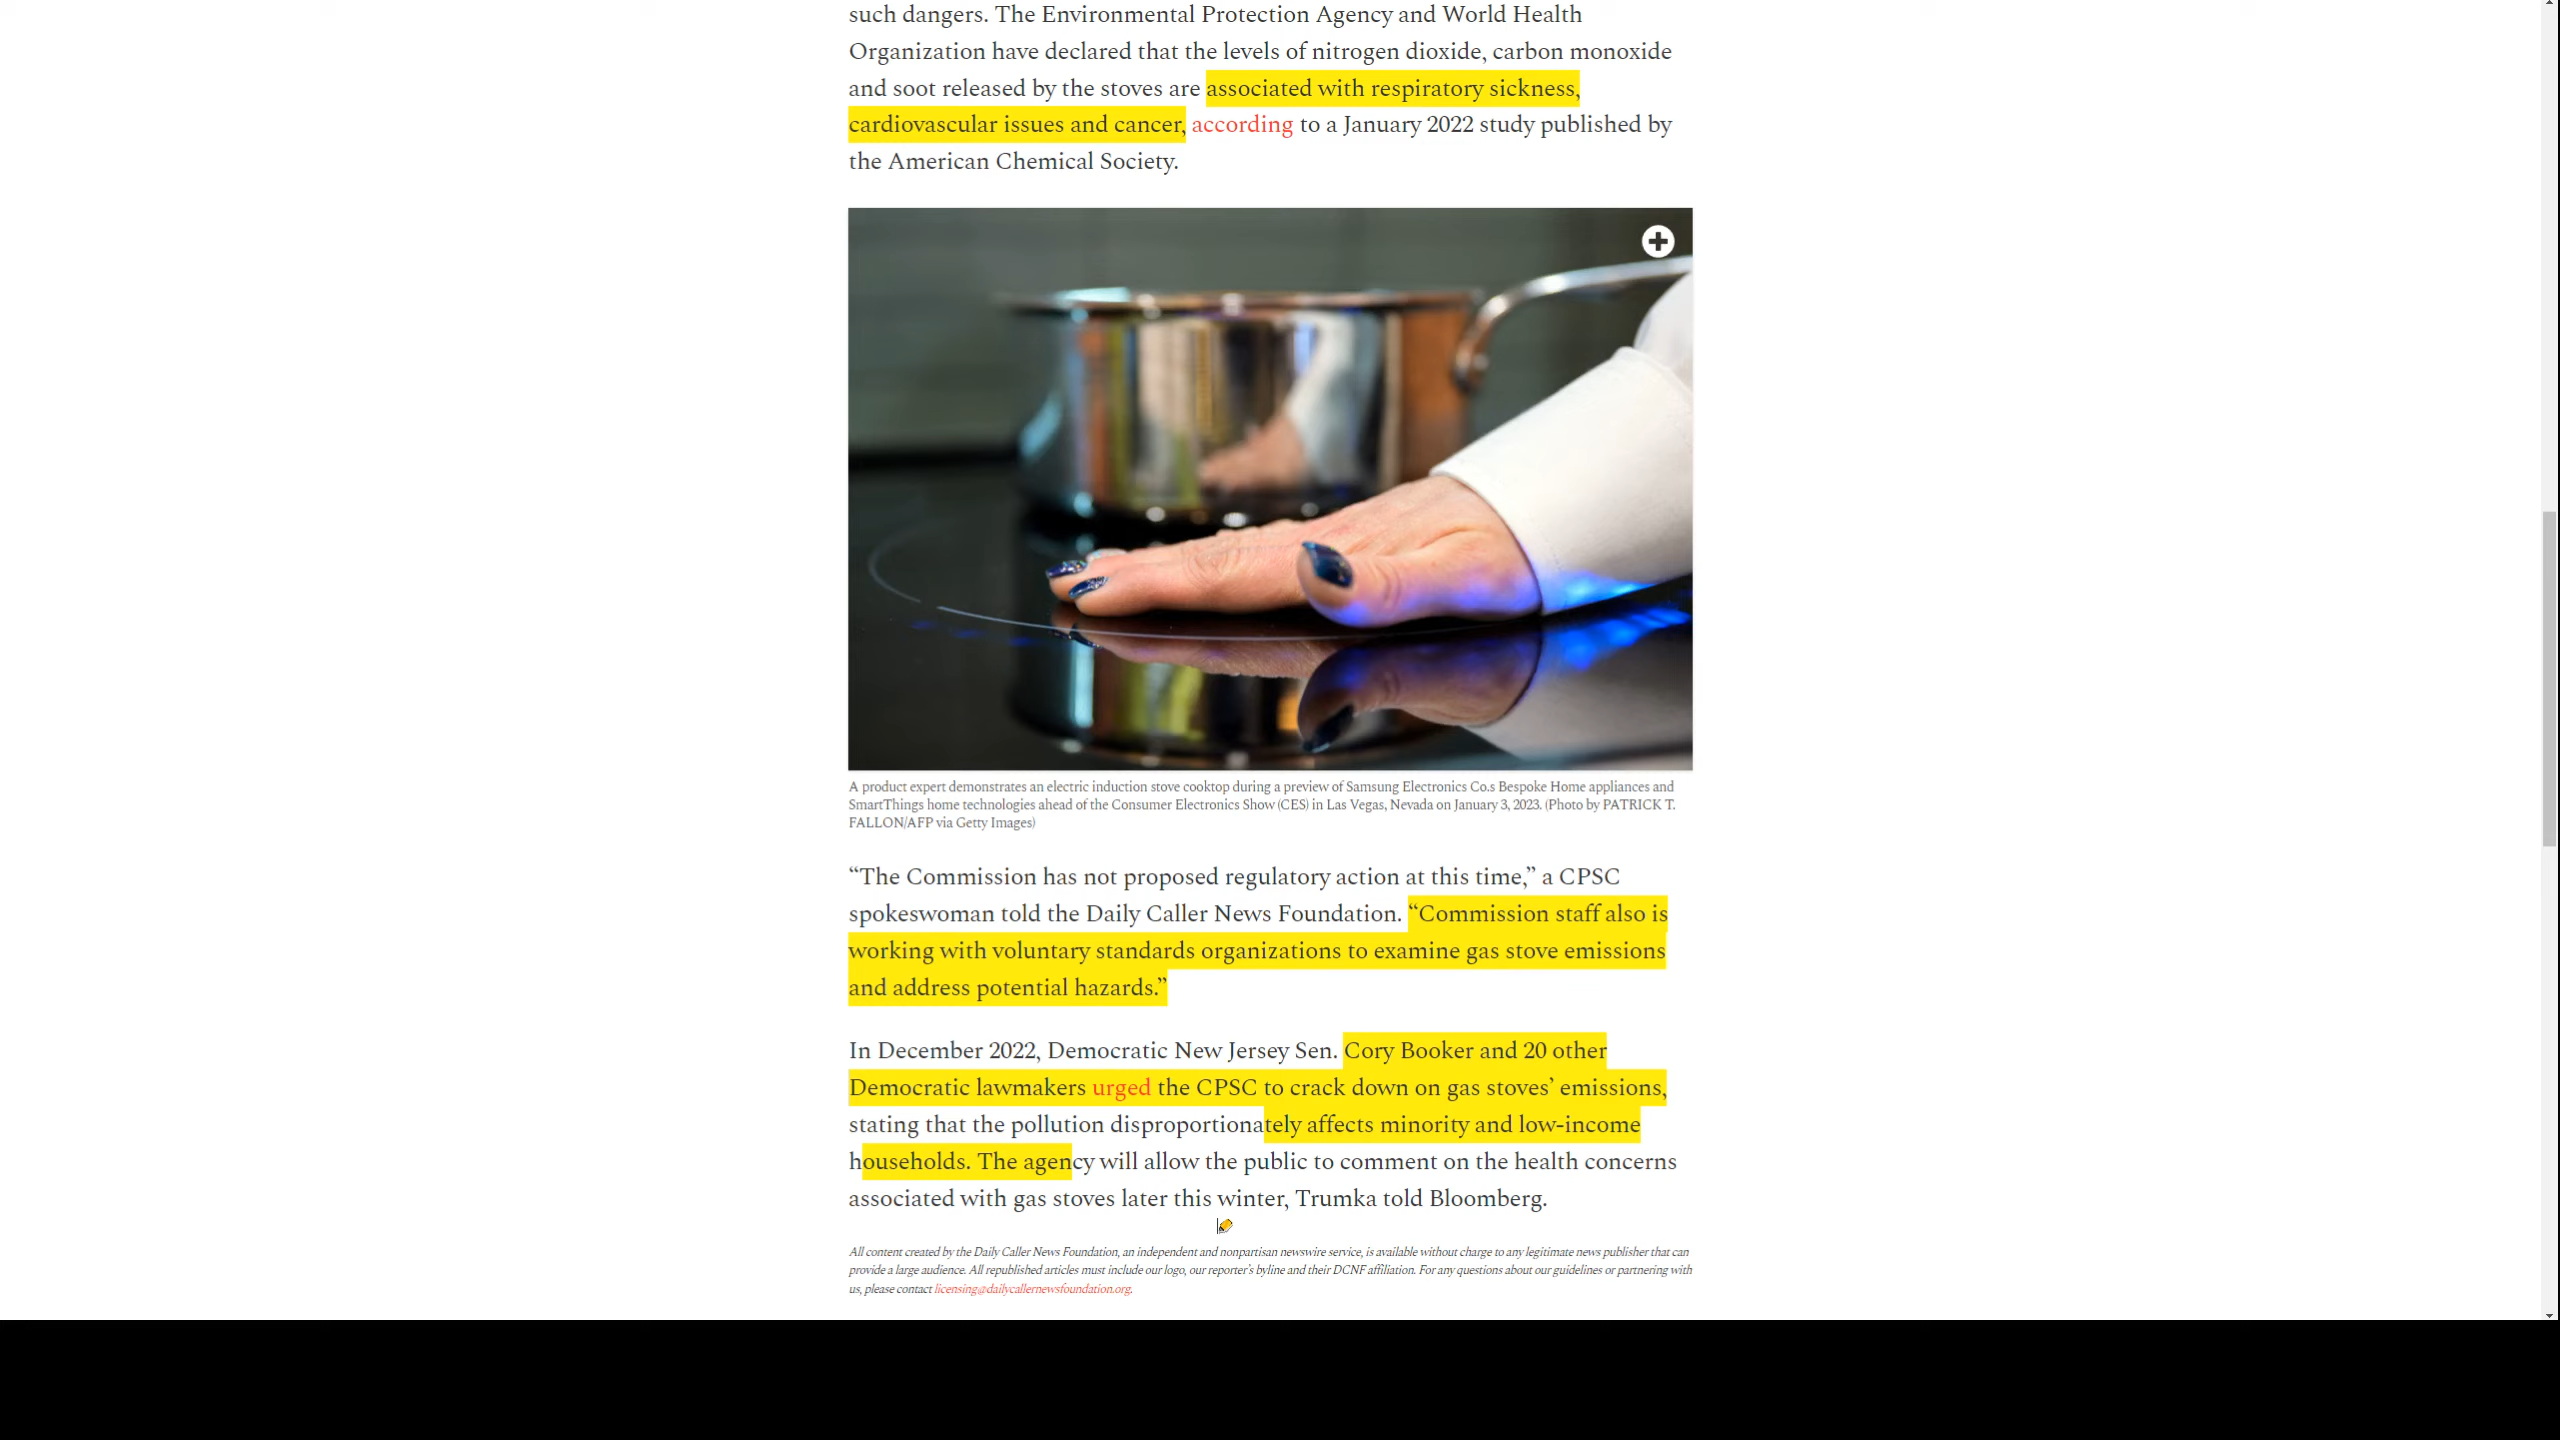 such dangers. The Environmental Protection Agency and World Health
Organization have declared that the levels of nitrogen dioxide, carbon monoxide
and soot released by the stoves are associated with respiratory sickness,
cardiovascular issues and cancer, according to a January 2022 study published by
the American Chemical Society.
A product expert demonstrates an electric induction stove cooktop during a preview of Samsung Electronics Co.s Bespoke Home appliances and
SmartThings home technologies ahead of the Consumer Electronics Show (CES) in Las Vegas, Nevada on January 3, 2023. (Photo by PATRICK T.
FALLON/AFP via Getty Images)
“The Commission has not proposed regulatory action at this time,” a CPSC
spokeswoman told the Daily Caller News Foundation. “Commission staff also is
working with voluntary standards organizations to examine gas stove emissions
and address potential hazards.”
In December 2022, Democratic New Jersey Sen. Cory Booker and 20 other
Democratic lawmakers urged the CPSC to crack down on gas stoves’ emissions,
stating that the pollution disproportionately affects minority and low-income
households. The agency will allow the public to comment on the health concerns
associated with gas stoves later this winter, Trumka told Bloomberg.
All content created by the Daily Caller News Foundation, an independent and nonpartisan newswire service, is available without charge to any legitimate news publisher that can
provide a large audience. All republished articles must include our logo, our reporter’s byline and their DCNF affiliation. For any questions about our guidelines or partnering with
us, please contact licensing@dailycallernewsfoundation.org.